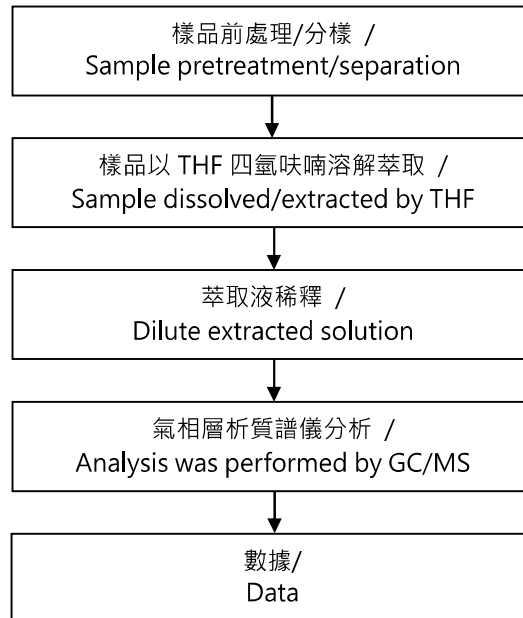 樣品前處理/分樣 /
Sample pretreatment/separation
樣品以 THF 四氫呋喃溶解萃取 /
Sample dissolved/extracted by THF
萃取液稀釋 /
Dilute extracted solution
氣相層析質譜儀分析 /
Analysis was performed by GC/MS
數據/
Data